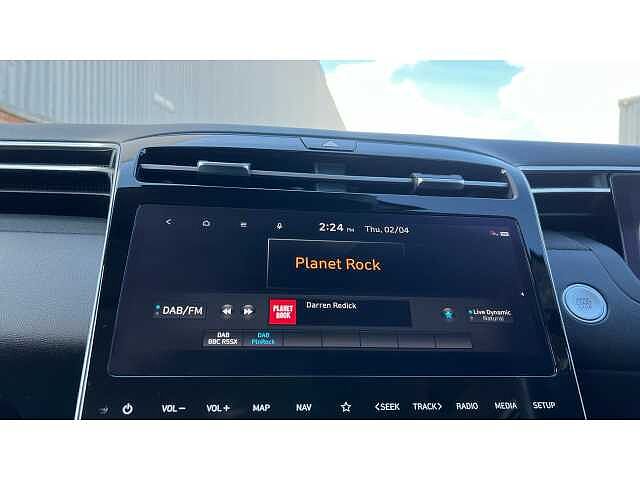 2:24 PM Thu, 02/04
Planet Rock
DAB/FM
PLANET ROCK
Darren Redick
Live Dynamic
Natural
DAB
BBC R5SX
DAB
PlnRock
VOL− VOL+ MAP NAV <SEEK TRACK> RADIO MEDIA SETUP